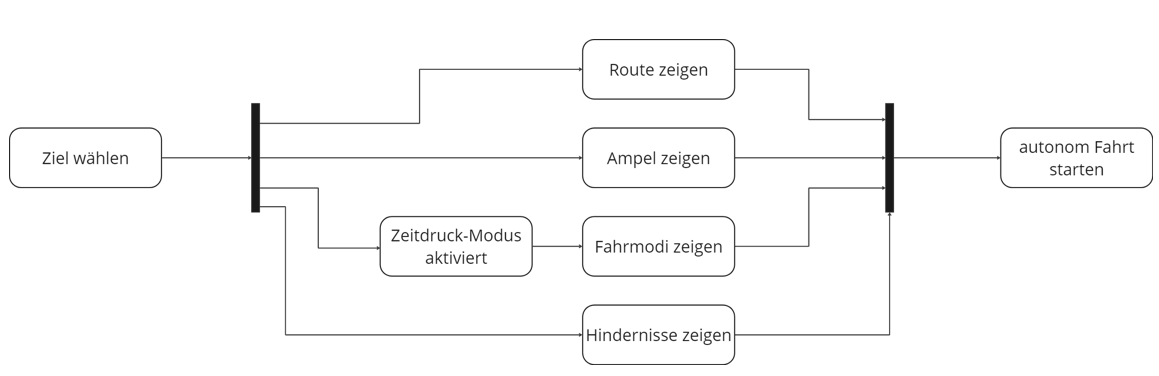 Route zeigen
Ziel wählen
Ampel zeigen
autonom Fahrt
starten
Zeitdruck-Modus
aktiviert
Fahrmodi zeigen
Hindernisse zeigen